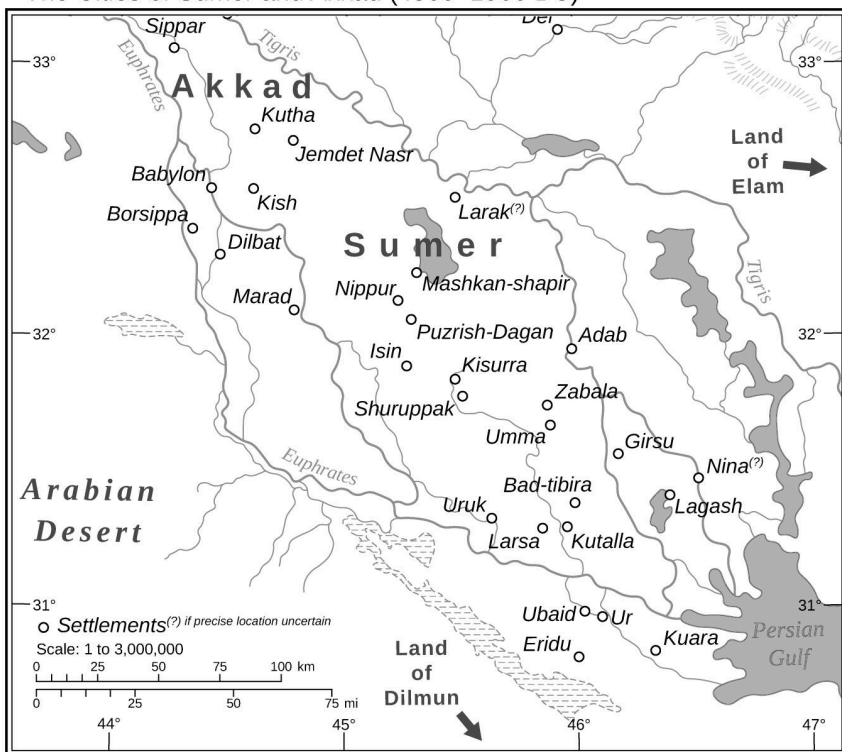 Sippar
Der
33°
33°
Euphrates
Tigris
Akkad
Kutha
Jemdet Nasr
Land
of
Elam
Babylon
Kish
Larak(?)
Borsippa
Dilbat
Sumer
Mashkan-shapir
Nippur
Marad
Tigris
Puzrish-Dagan
32°
32°
Adab
Isin
Kisurra
Shuruppak
Zabala
Umma
Girsu
Euphrates
Nina(?)
Arabian
Desert
Bad-tibira
Lagash
Uruk
Larsa
Kutalla
31°
31°
Ubaid
Ur
Settlements(?) if precise location uncertain
Scale: 1 to 3,000,000
0 25 50 75 100 km
0 25 50 75 mi
Eridu
Kuara
Persian
Gulf
Land
of
Dilmun
44°
45°
46°
47°